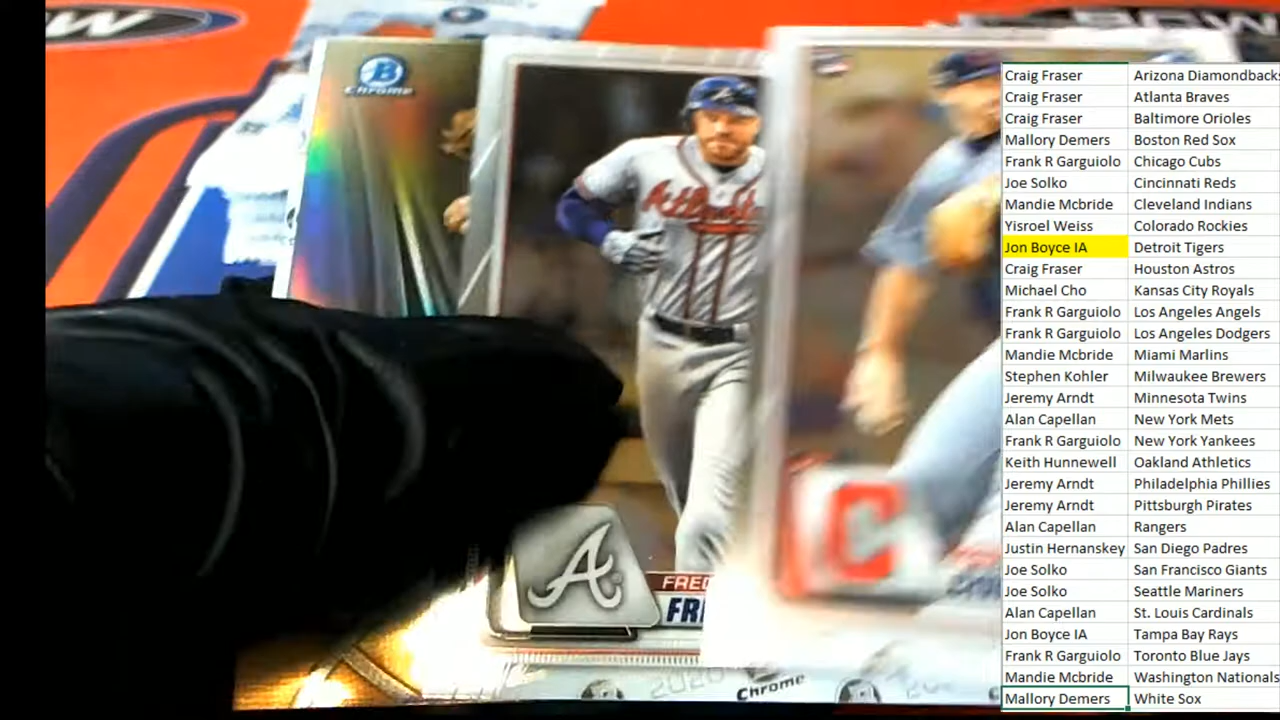 CHROME
Atlanta
A
FRED
FRE
C
2020
Chrome
Craig Fraser Arizona Diamondbacks
Craig Fraser Atlanta Braves
Craig Fraser Baltimore Orioles
Mallory Demers Boston Red Sox
Frank R Garguiolo Chicago Cubs
Joe Solko Cincinnati Reds
Mandie Mcbride Cleveland Indians
Yisroel Weiss Colorado Rockies
Jon Boyce IA Detroit Tigers
Craig Fraser Houston Astros
Michael Cho Kansas City Royals
Frank R Garguiolo Los Angeles Angels
Frank R Garguiolo Los Angeles Dodgers
Mandie Mcbride Miami Marlins
Stephen Kohler Milwaukee Brewers
Jeremy Arndt Minnesota Twins
Alan Capellan New York Mets
Frank R Garguiolo New York Yankees
Keith Hunnewell Oakland Athletics
Jeremy Arndt Philadelphia Phillies
Jeremy Arndt Pittsburgh Pirates
Alan Capellan Rangers
Justin Hernanskey San Diego Padres
Joe Solko San Francisco Giants
Joe Solko Seattle Mariners
Alan Capellan St. Louis Cardinals
Jon Boyce IA Tampa Bay Rays
Frank R Garguiolo Toronto Blue Jays
Mandie Mcbride Washington Nationals
Mallory Demers White Sox